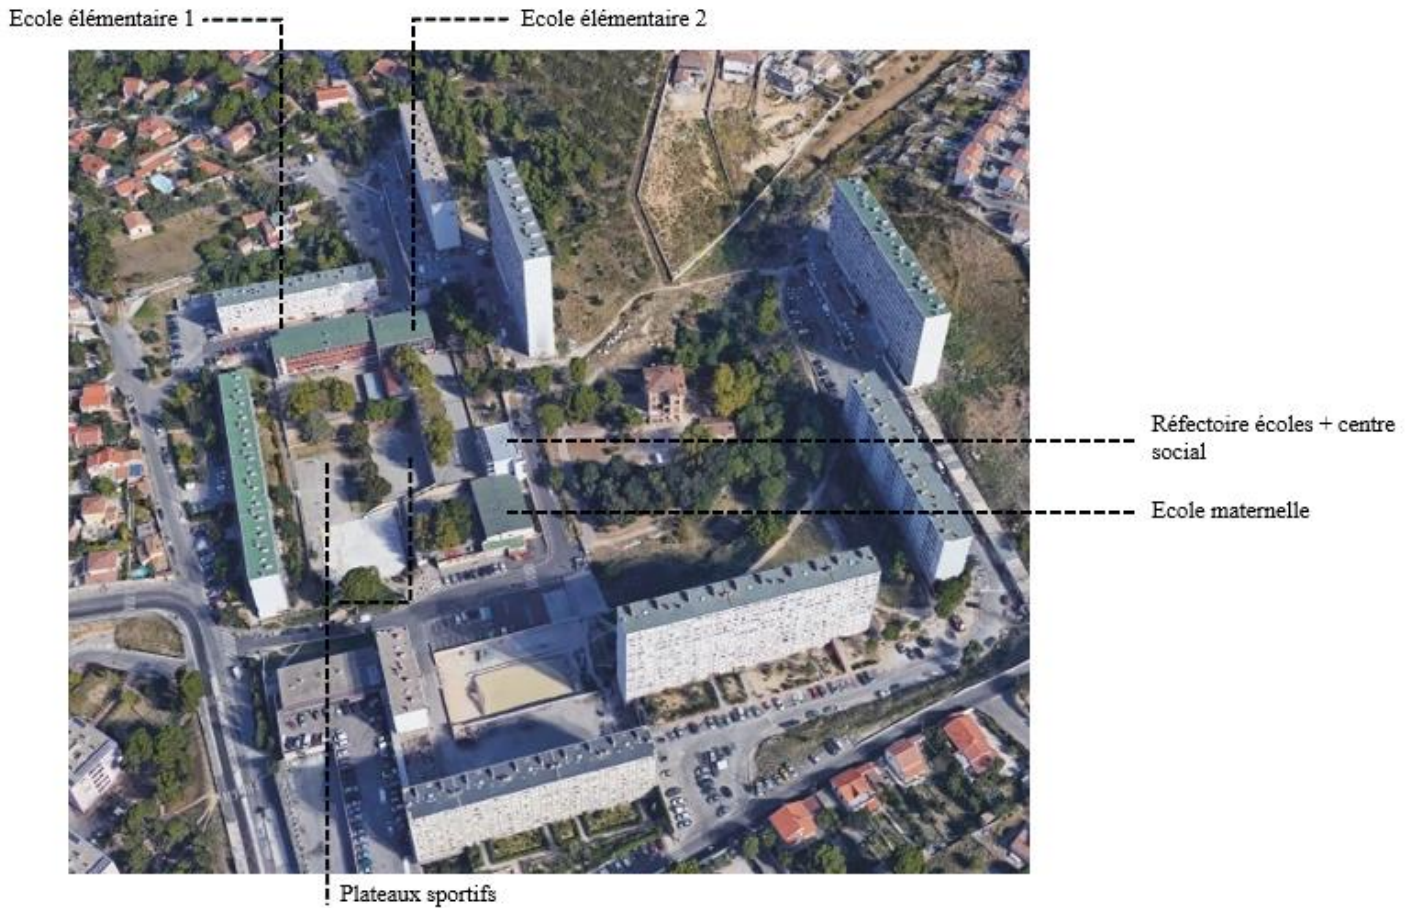 Ecole élémentaire 1
Ecole élémentaire 2
Réfectoire écoles + centre
social
Ecole maternelle
Plateaux sportifs